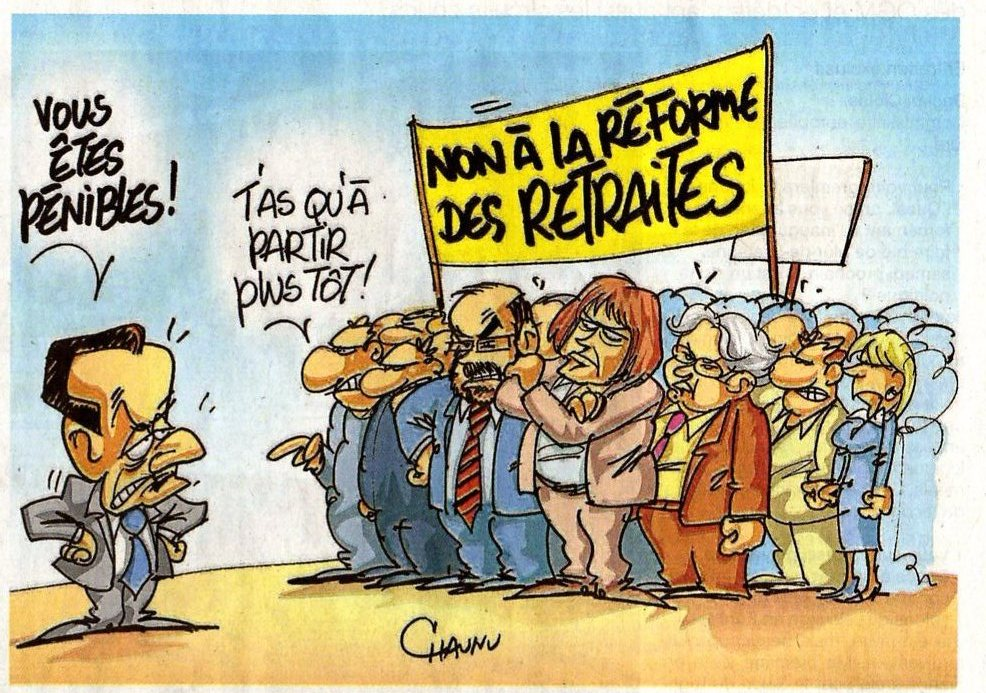 VOUS
ÊTES
PÉNIBLES!
T'AS QU'À
PARTIR
PLUS TÔT!
NON À LA RÉFORME
DES RETRAITES
CHAUNU